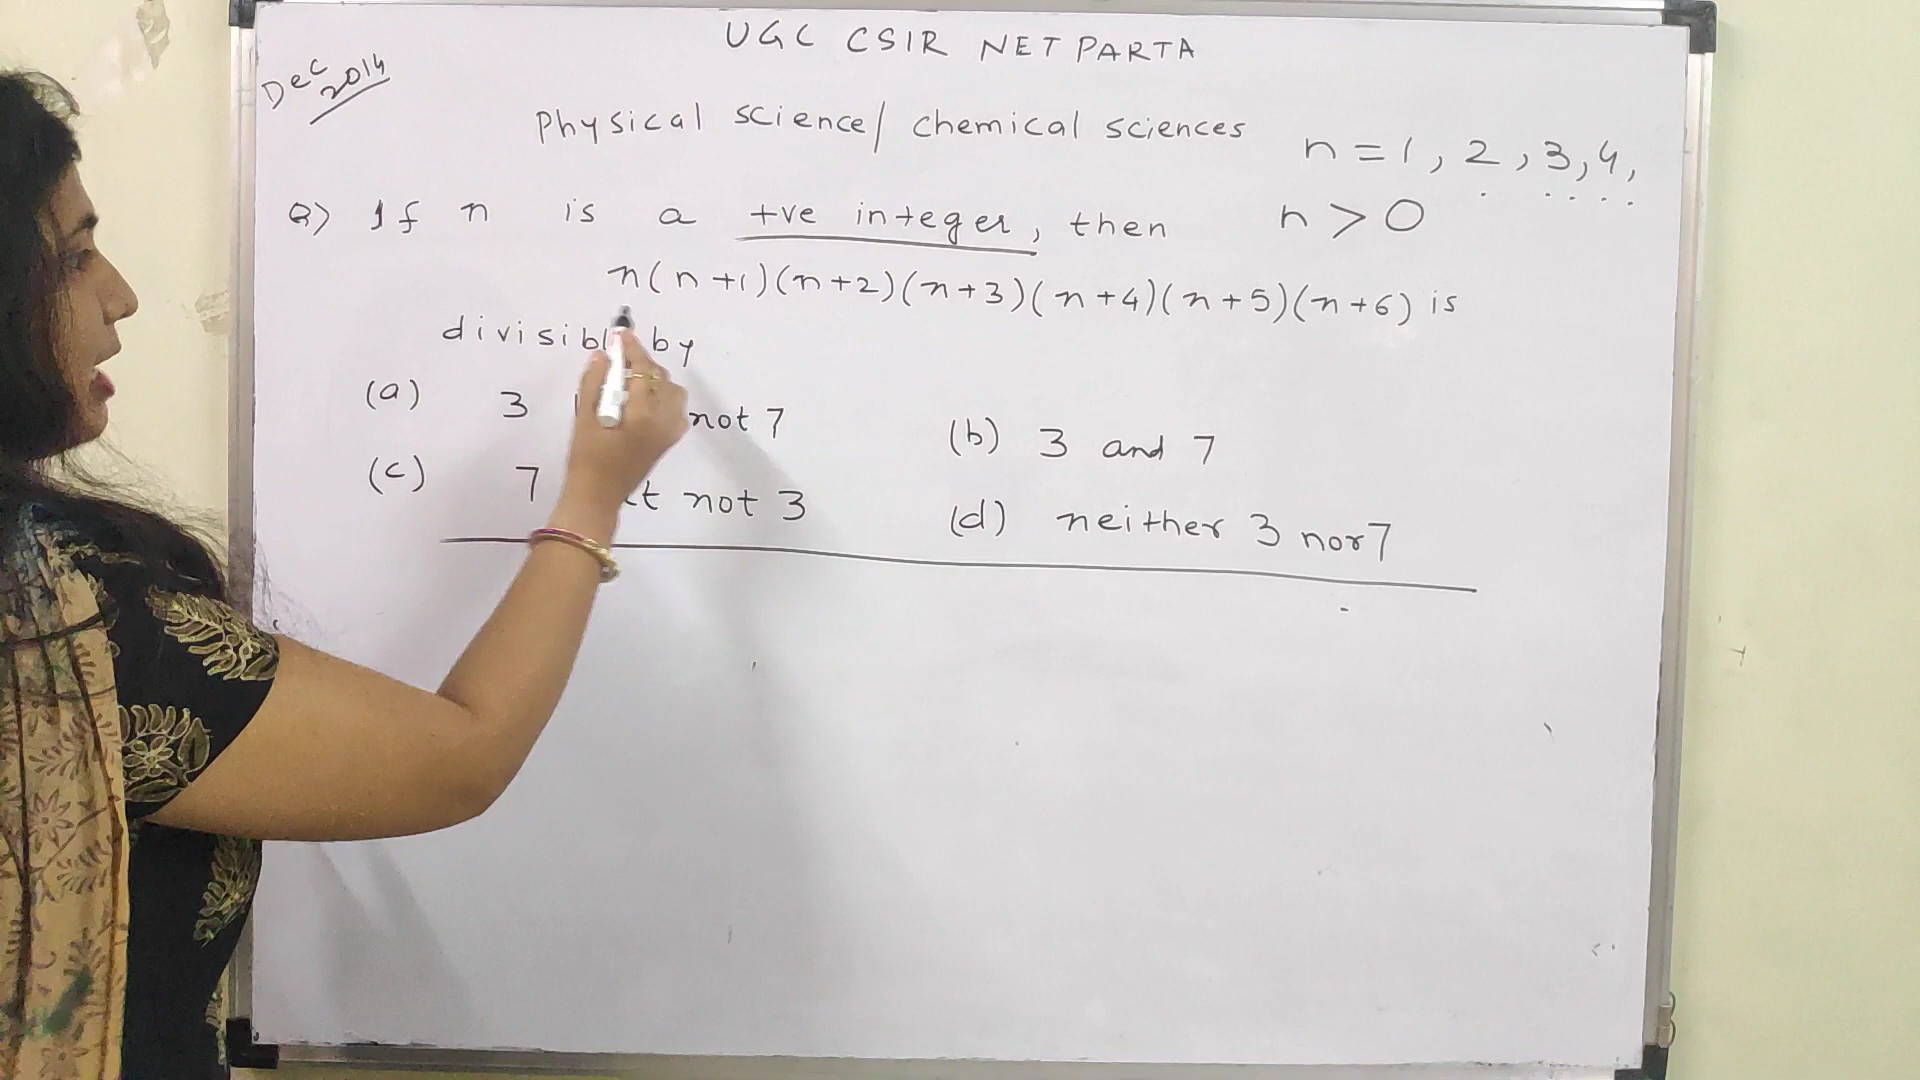 UGC CSIR NET PART A
Dec 2014
Physical science/ chemical sciences
n = 1, 2, 3, 4, ....
Q) If n is a +ve integer, then
n > 0
n(n+1)(n+2)(n+3)(n+4)(n+5)(n+6) is
by
(a) 3 not 7
(b) 3 and 7
(c) 7 not 3
(d) neither 3 nor 7